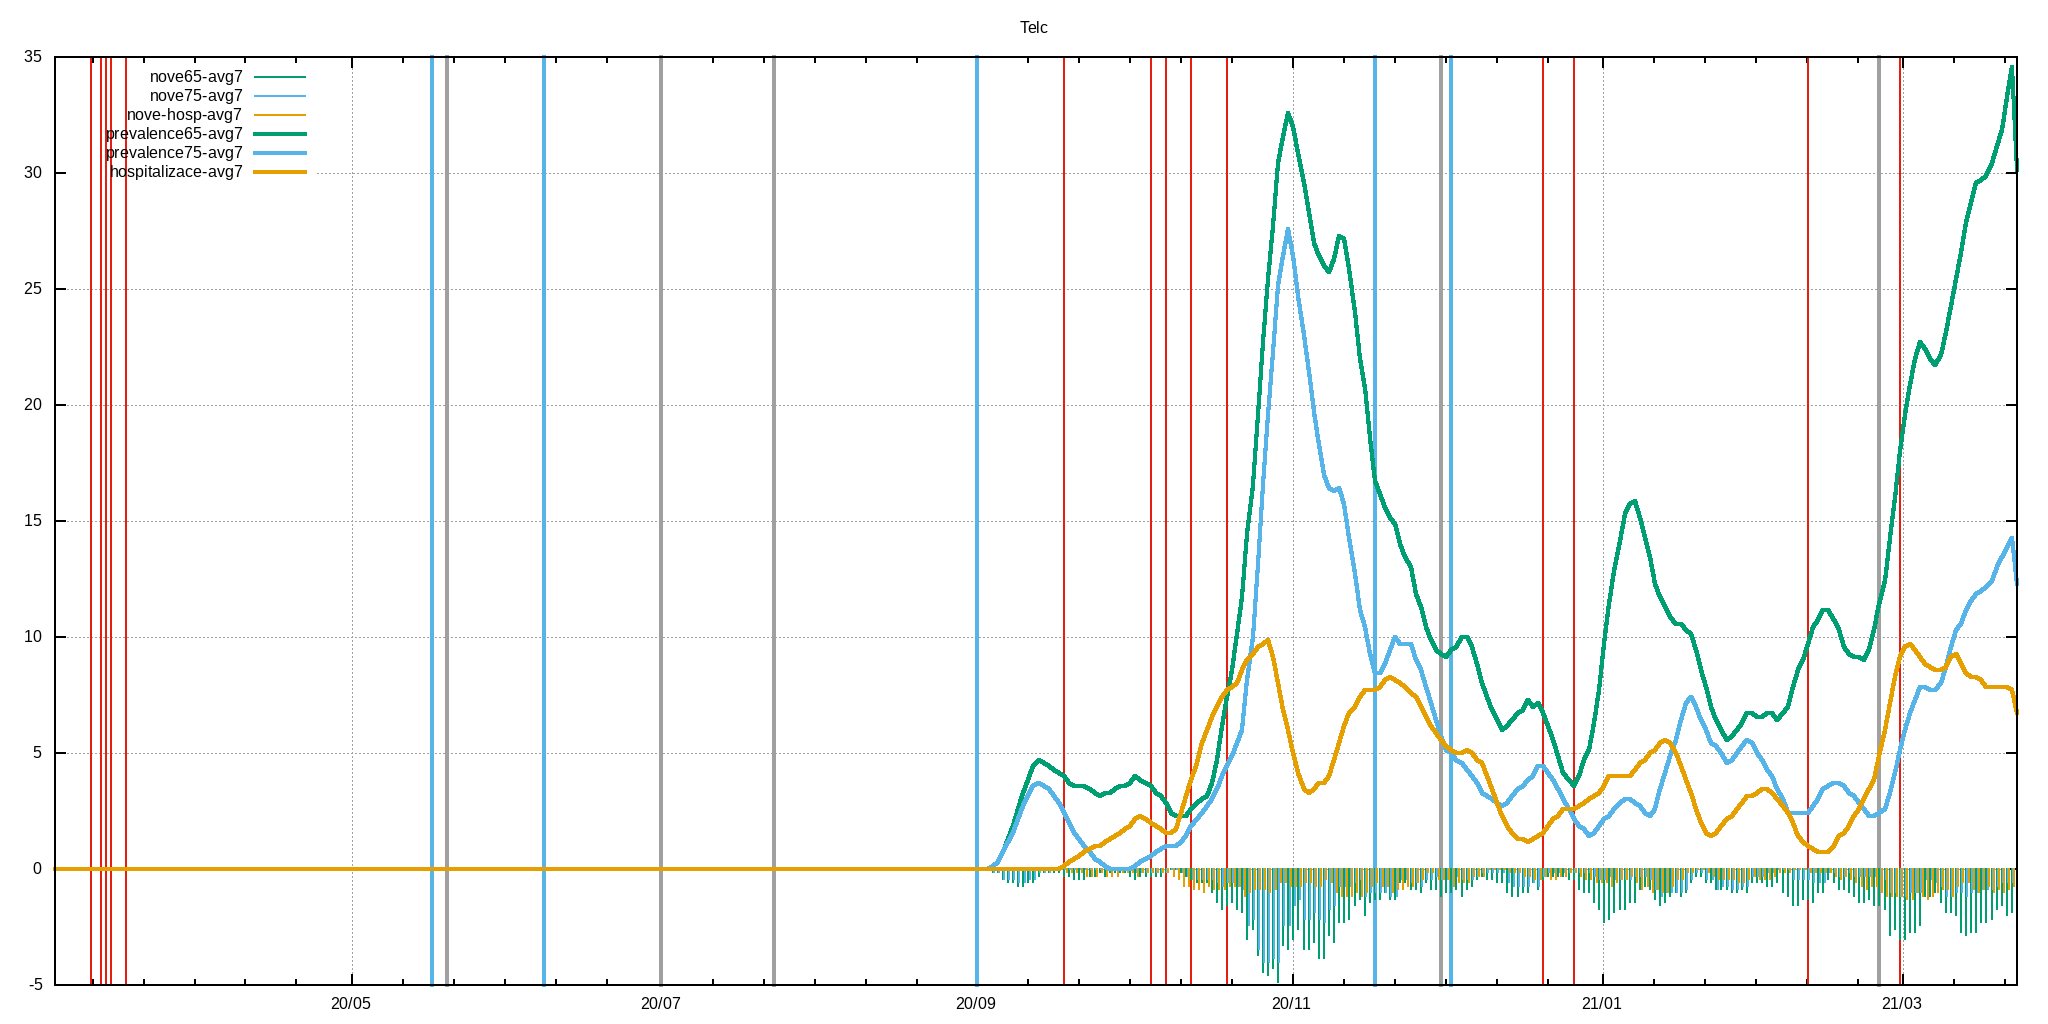 Telc
35
30
25
20
15
10
5
0
-5
nove65-avg7
nove75-avg7
nove-hosp-avg7
prevalence65-avg7
prevalence75-avg7
hospitalizace-avg7
20/05
20/07
20/09
20/11
21/01
21/03